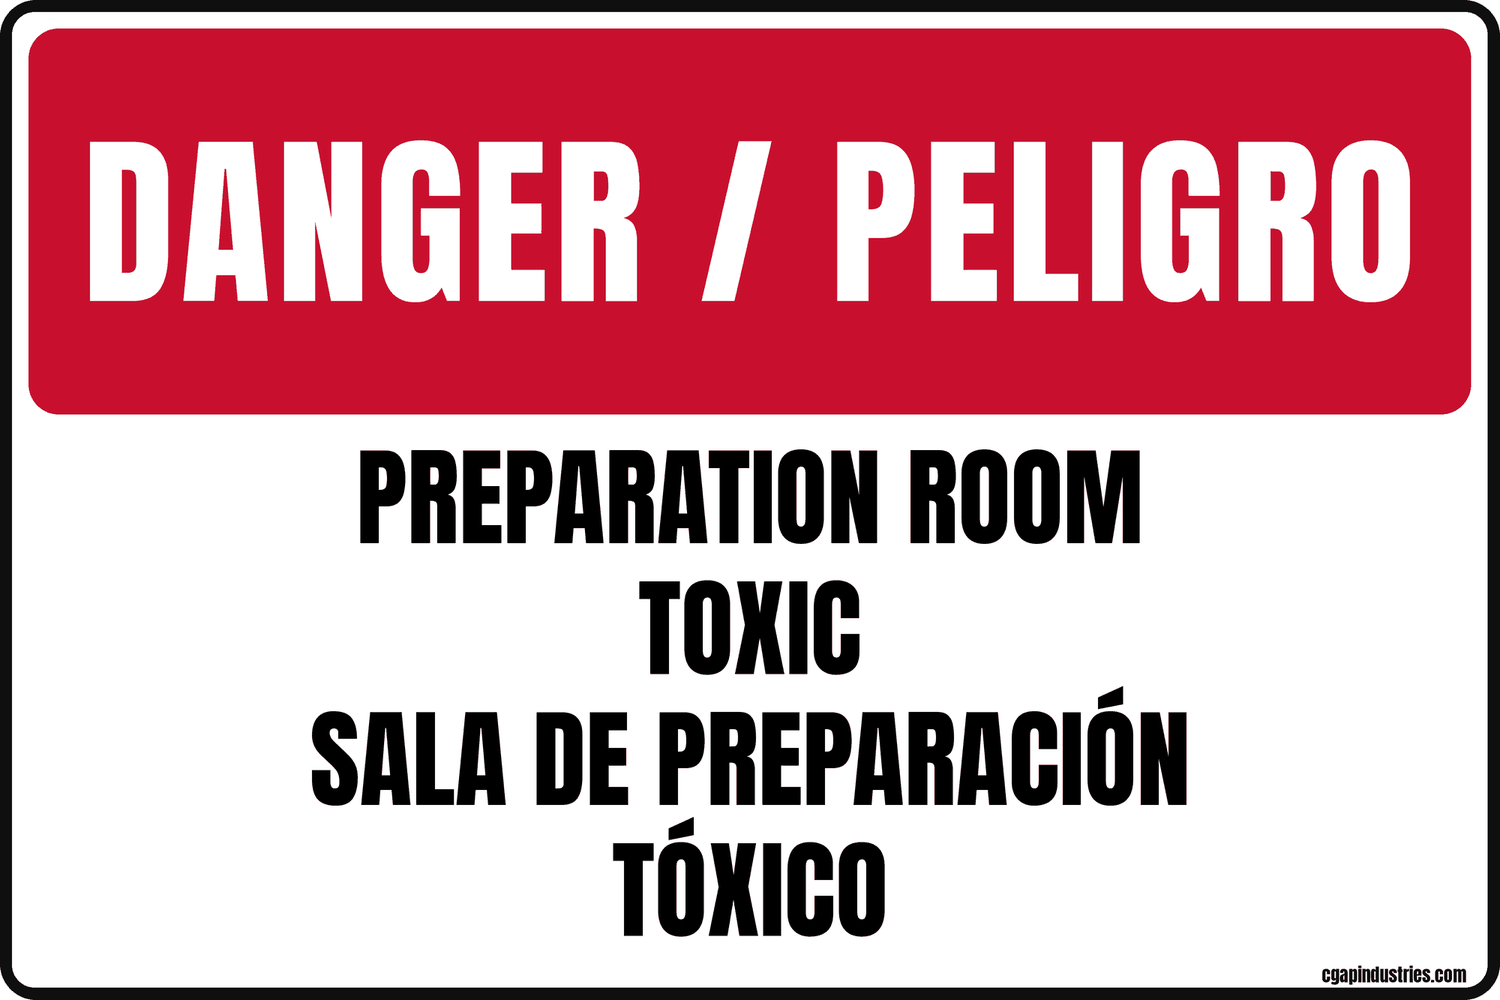 DANGER / PELIGRO
PREPARATION ROOM
TOXIC
SALA DE PREPARACIÓN
TÓXICO
cgapindustries.com